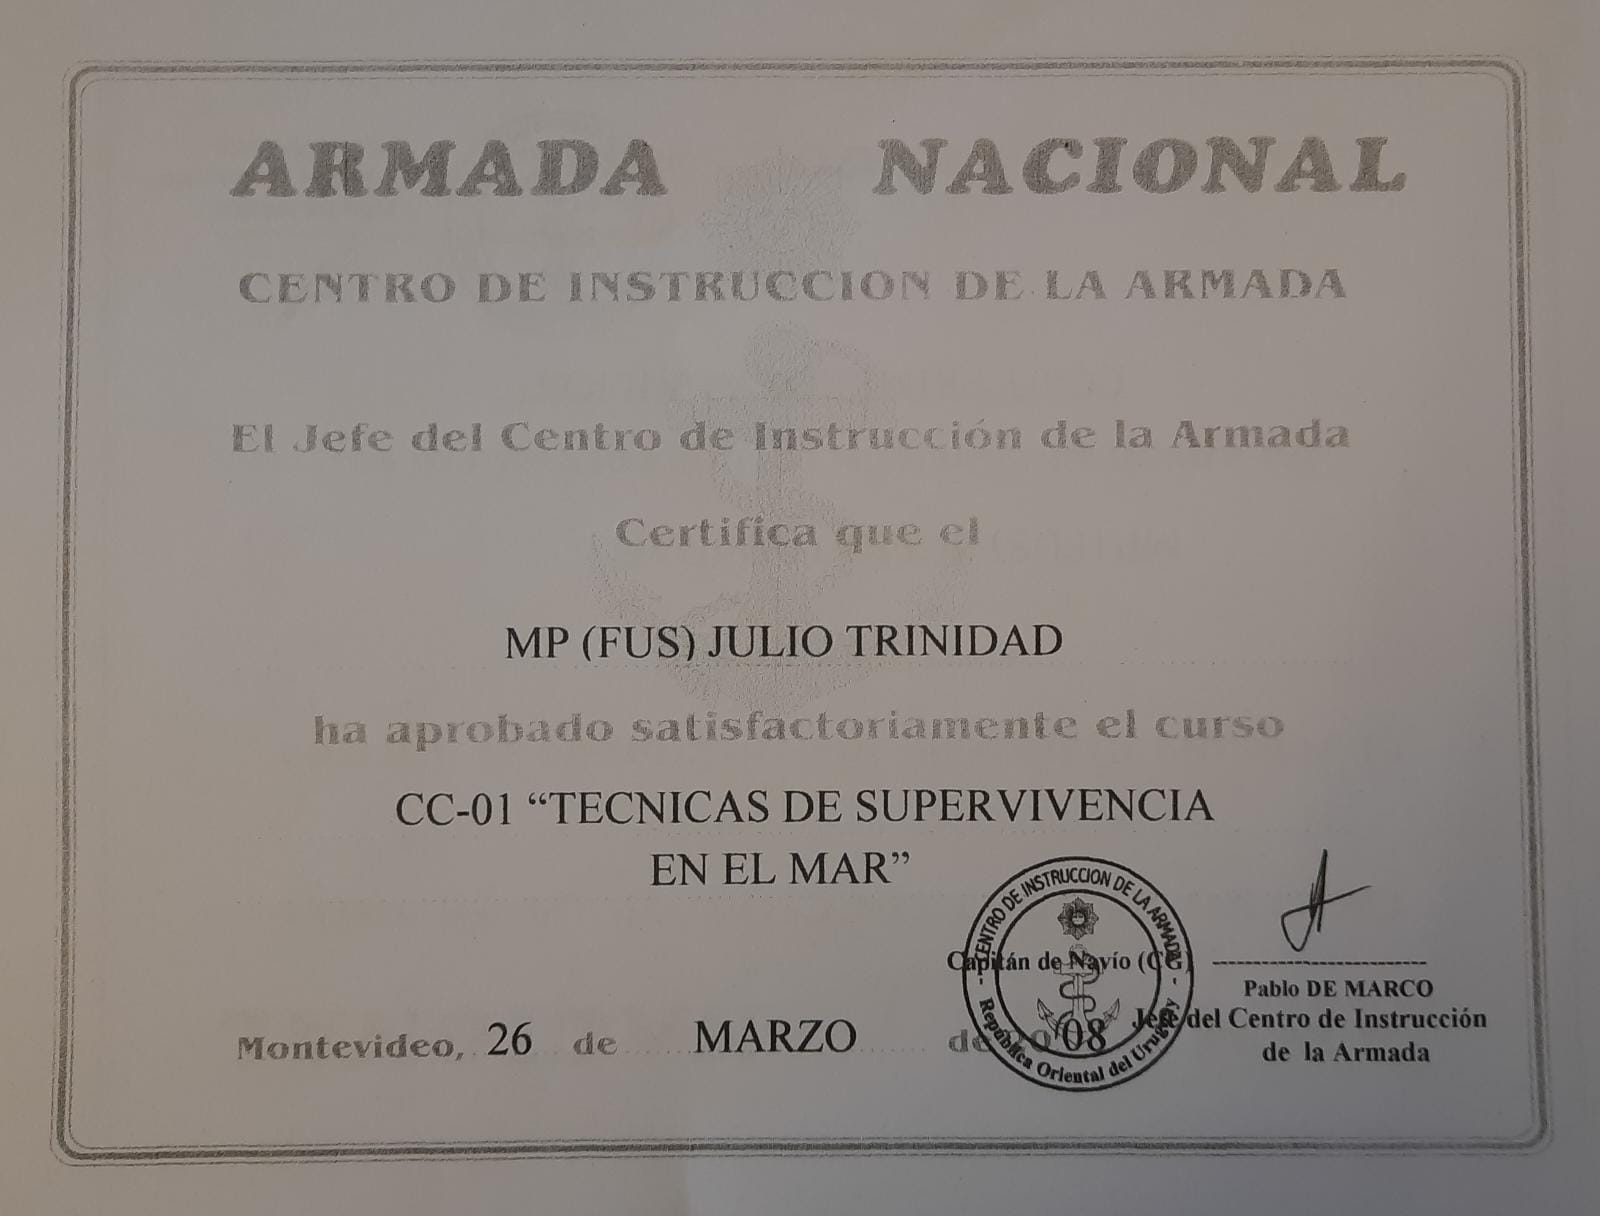 ARMADA NACIONAL
CENTRO DE INSTRUCCION DE LA ARMADA
El Jefe del Centro de Instrucción de la Armada
Certifica que el
MP (FUS) JULIO TRINIDAD
ha aprobado satisfactoriamente el curso
CC-01 “TECNICAS DE SUPERVIVENCIA
EN EL MAR”
CENTRO DE INSTRUCCION DE LA ARMADA
República Oriental del Uruguay
Capitán de Navío (CG)
Pablo DE MARCO
Jefe del Centro de Instrucción
de la Armada
Montevideo, 26 de MARZO de 2008